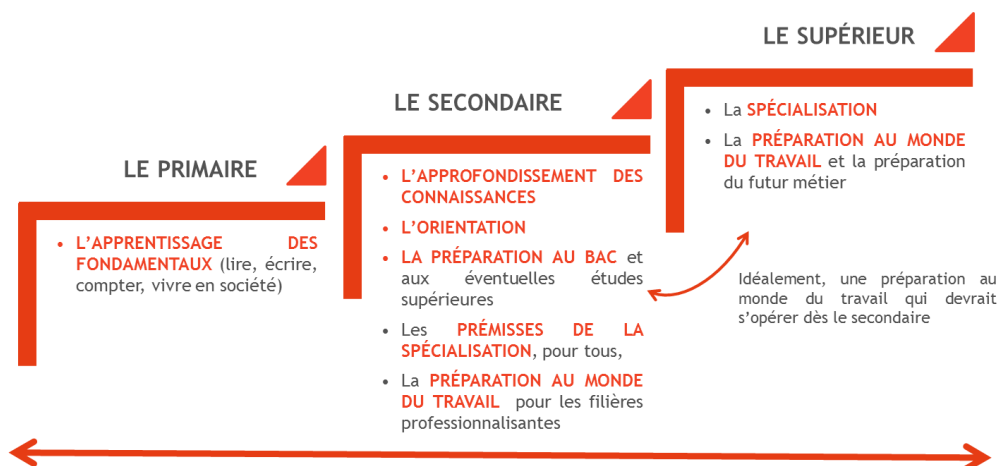 LE PRIMAIRE
• L'APPRENTISSAGE DES
FONDAMENTAUX (lire, écrire,
compter, vivre en société)
LE SECONDAIRE
• L'APPROFONDISSEMENT DES
CONNAISSANCES
• L'ORIENTATION
• LA PRÉPARATION AU BAC et
aux éventuelles études
supérieures
• Les PRÉMISSES DE LA
SPÉCIALISATION, pour tous,
• La PRÉPARATION AU MONDE
DU TRAVAIL pour les filières
professionnalisantes
LE SUPÉRIEUR
• La SPÉCIALISATION
• La PRÉPARATION AU MONDE
DU TRAVAIL et la préparation
du futur métier
Idéalement, une préparation au
monde du travail qui devrait
s'opérer dès le secondaire